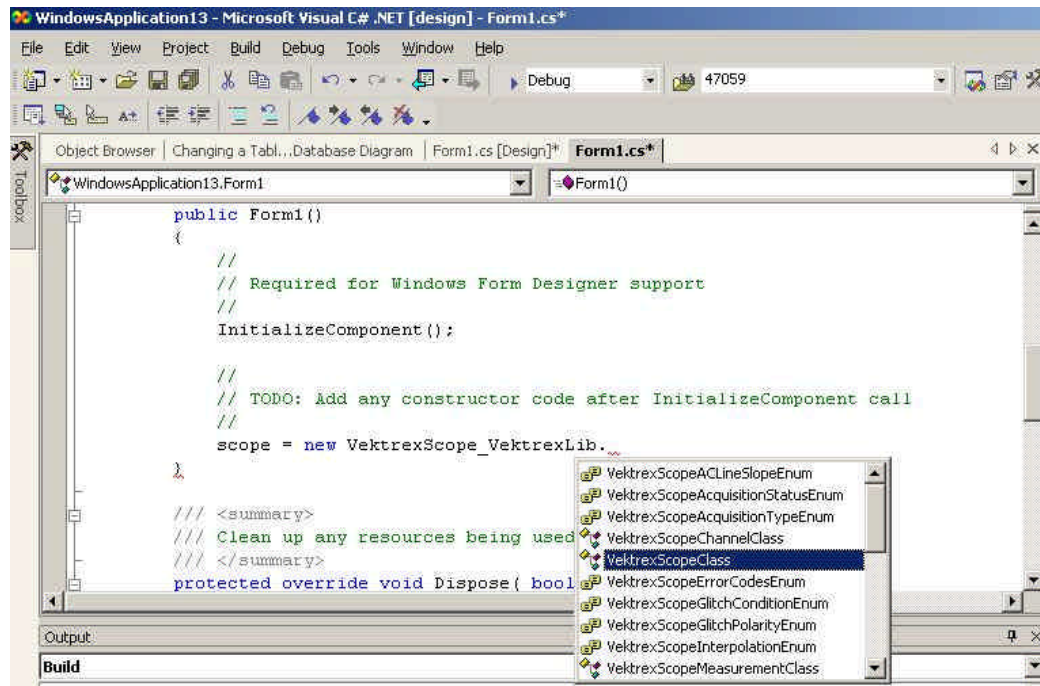 WindowsApplication13 - Microsoft Visual C# .NET [design] - Form1.cs*
File Edit View Project Build Debug Tools Window Help
Debug 47059
Object Browser Changing a Tabl...Database Diagram Form1.cs [Design]* Form1.cs*
Toolbox
WindowsApplication13.Form1 Form1()
public Form1()
{
//
// Required for Windows Form Designer support
//
InitializeComponent();
//
// TODO: Add any constructor code after InitializeComponent call
//
scope = new VektrexScope_VektrexLib.
}
/// <summary>
/// Clean up any resources being used
/// </summary>
protected override void Dispose( bool
VektrexScopeACLineSlopeEnum
VektrexScopeAcquisitionStatusEnum
VektrexScopeAcquisitionTypeEnum
VektrexScopeChannelClass
VektrexScopeClass
VektrexScopeErrorCodesEnum
VektrexScopeGlitchConditionEnum
VektrexScopeGlitchPolarityEnum
VektrexScopeInterpolationEnum
VektrexScopeMeasurementClass
Output
Build